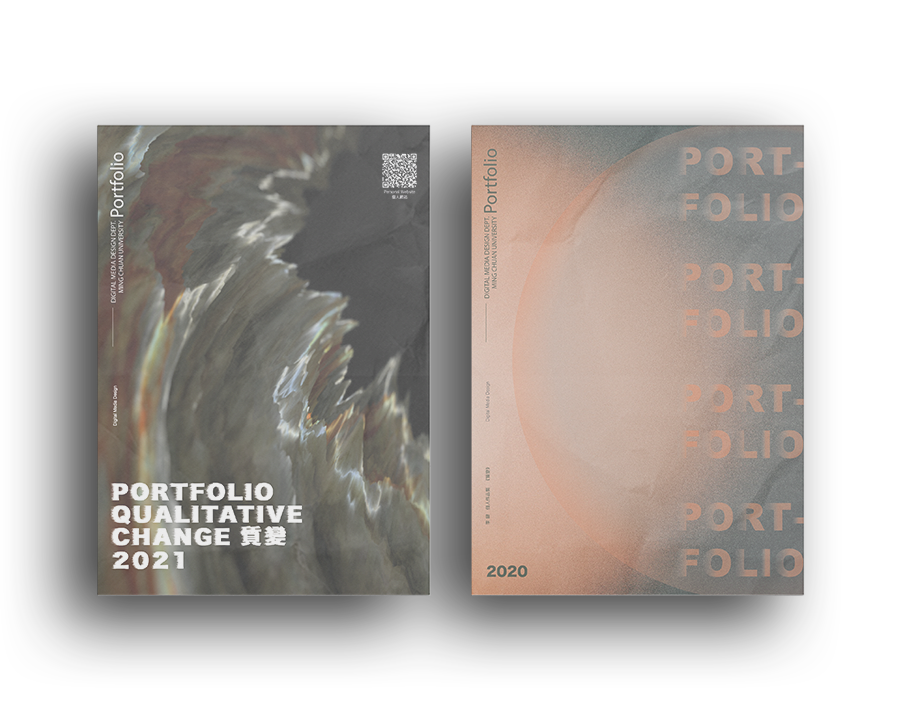 Portfolio
DIGITAL MEDIA DESIGN DEPT.
MING CHUAN UNIVERSITY
Digital Media Design
Personal Website
個人網站
PORTFOLIO
QUALITATIVE
CHANGE 質變
2021
Portfolio
DIGITAL MEDIA DESIGN DEPT.
MING CHUAN UNIVERSITY
Digital Media Design
2020
PORT-
FOLIO
PORT-
FOLIO
PORT-
FOLIO
PORT-
FOLIO